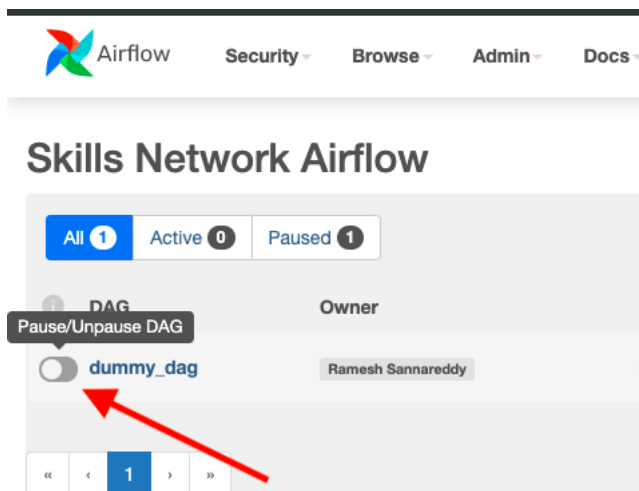 Airflow Security Browse Admin Docs
Skills Network Airflow
All 1 Active 0 Paused 1
i DAG Owner
Pause/Unpause DAG
dummy_dag Ramesh Sannareddy
« ‹ 1 › »